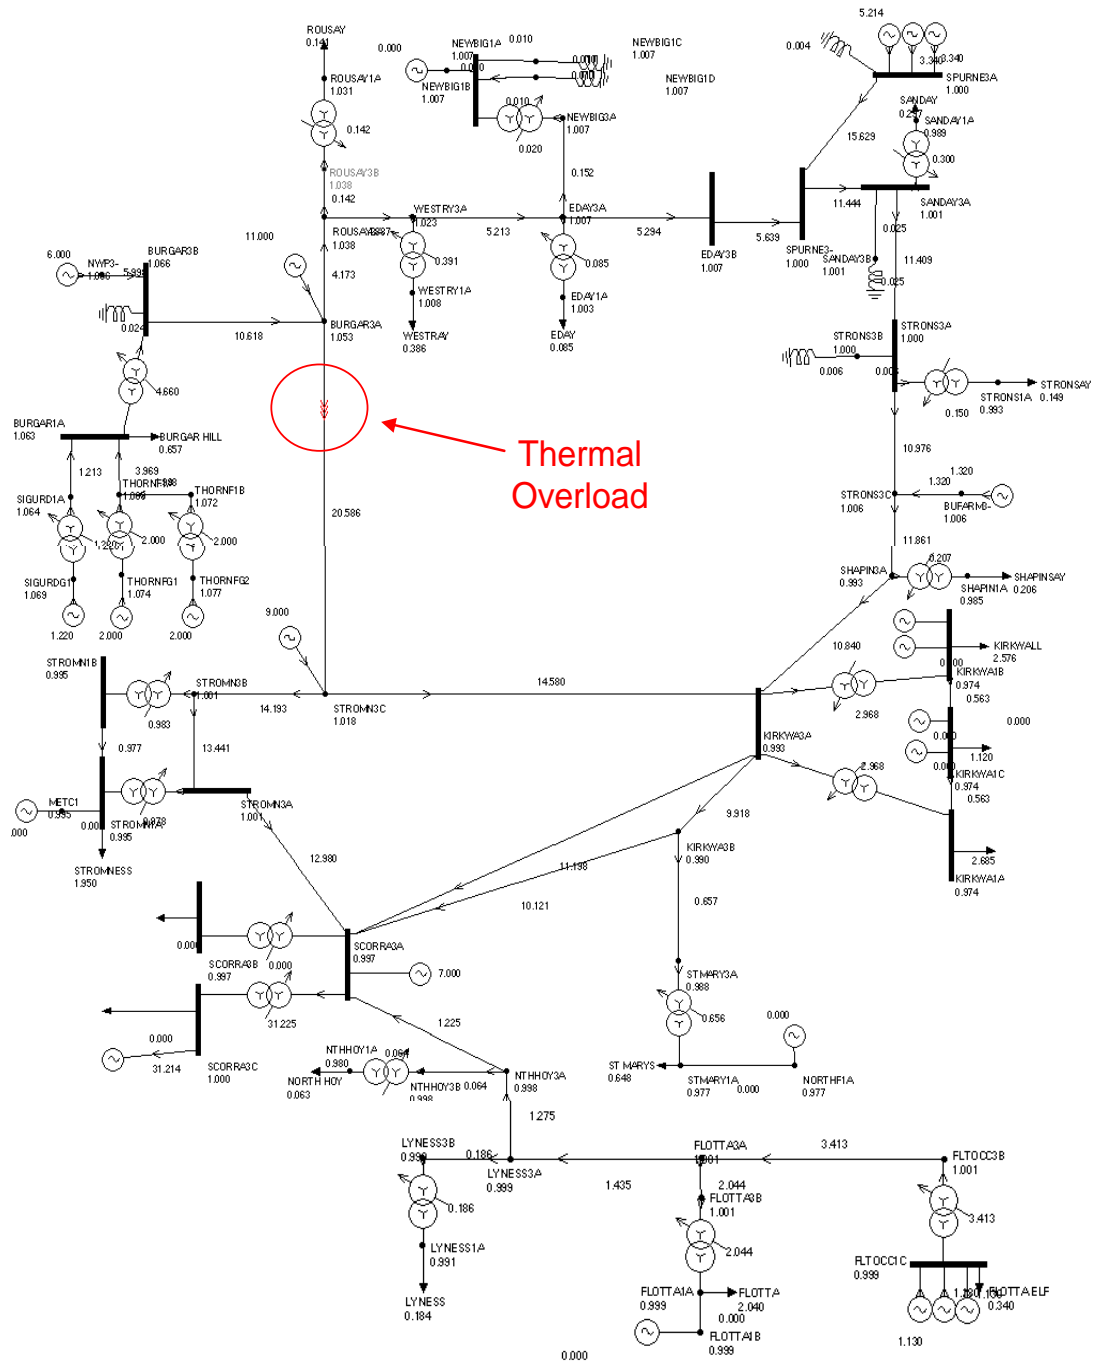 ROUSAY
0.141
ROUSAY1A
1.031
0.142
ROUSAY3B
1.038
0.142
1.038
4.173
11.000
0.000
NEWBIG1A
1.007
0.010
NEWBIG1C
1.007
NEWBIG1B
1.007
NEWBIG1D
1.007
0.010
NEWBIG3A
1.007
0.020
0.152
5.214
0.004
3.340
3.340
SPURNE3A
1.000
15.629
SANDAY
SANDAY1A
0.989
0.300
SANDAY3A
1.001
11.444
0.025
11.409
SANDAY3B
1.001
0.025
WESTRY3A
1.023
0.391
5.213
WESTRY1A
1.008
WESTRAY
0.386
EDAY3A
1.007
0.085
5.294
EDAY1A
1.003
EDAY
0.085
EDAY3B
1.007
5.639
SPURNE3-
1.000
6.000
NWP3-
BURGAR3B
1.066
0.024
10.618
BURGAR3A
1.053
4.660
BURGAR1A
1.063
BURGAR HILL
0.657
1.213
3.969
SIGURD1A
1.064
THORNF1B
1.072
2.000
2.000
SIGURDG1
1.069
THORNFG1
1.074
THORNFG2
1.077
1.220
2.000
2.000
Thermal
Overload
20.586
STRONS3A
1.000
STRONS3B
1.000
0.006
STRONSAY
0.149
STRONS1A
0.993
0.150
10.976
1.320
1.320
STRONS3C
1.006
BUFARMB-
1.006
11.861
SHAPIN3A
0.993
0.207
SHAPIN1A
0.985
SHAPINSAY
0.206
10.840
9.000
STROMN1B
0.995
STROMN3B
1.001
0.983
14.193
STROMN3C
1.018
14.580
0.977
13.441
METC1
0.995
.000
STROMN1A
0.995
0.978
STROMN3A
1.001
STROMNESS
1.950
12.980
KIRKWALL
2.576
KIRKWA1B
0.974
0.563
2.968
KIRKWA3A
0.993
2.968
0.000
1.120
KIRKWA1C
0.974
0.563
2.685
KIRKWA1A
0.974
9.918
KIRKWA3B
0.990
11.198
10.121
0.657
SCORRA3B
0.997
0.000
SCORRA3A
0.997
7.000
31.225
0.000
31.214
SCORRA3C
1.000
1.225
STMARY3A
0.988
0.656
0.000
ST MARYS
0.648
STMARY1A
0.977
0.000
NORTHF1A
0.977
NTHHOY1A
0.980
0.064
NORTH HOY
0.063
NTHHOY3B
0.998
0.064
NTHHOY3A
0.998
1.275
LYNESS3B
0.999
0.186
LYNESS3A
0.999
1.435
FLOTTA3A
1.001
2.044
FLOTTA3B
1.001
3.413
FLTOCC3B
1.001
0.186
LYNESS1A
0.991
LYNESS
0.184
2.044
FLOTTA1A
0.999
FLOTTA
2.040
0.000
FLOTTA1B
0.999
0.000
3.413
FLTOCC1C
0.999
FLOTTA ELF
0.340
1.130